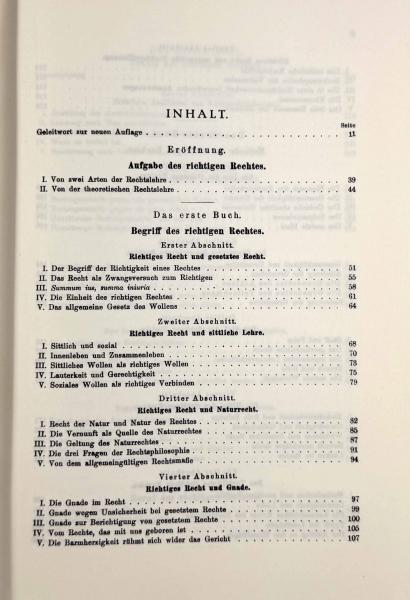 INHALT.
Seite
Geleitwort zur neuen Auflage . . . . . . . . . . . . . . . . . . . 11
Eröffnung.
Aufgabe des richtigen Rechtes.
I. Von zwei Arten der Rechtslehre . . . . . . . . . . . . . . . . . 39
II. Von der theoretischen Rechtslehre . . . . . . . . . . . . . . . . 44
Das erste Buch.
Begriff des richtigen Rechtes.
Erster Abschnitt.
Richtiges Recht und gesetztes Recht.
I. Der Begriff der Richtigkeit eines Rechtes . . . . . . . . . . . . 51
II. Das Recht als Zwangsversuch zum Richtigen . . . . . . . . . . . . 55
III. Summum ius, summa iniuria . . . . . . . . . . . . . . . . . . . 58
IV. Die Einheit des richtigen Rechtes . . . . . . . . . . . . . . . . 61
V. Das allgemeine Gesetz des Wollens . . . . . . . . . . . . . . . . 64
Zweiter Abschnitt.
Richtiges Recht und sittliche Lehre.
I. Sittlich und sozial . . . . . . . . . . . . . . . . . . . . . . . 68
II. Innenleben und Zusammenleben . . . . . . . . . . . . . . . . . . 70
III. Sittliches Wollen als richtiges Wollen . . . . . . . . . . . . . 73
IV. Lauterkeit und Gerechtigkeit . . . . . . . . . . . . . . . . . . 75
V. Soziales Wollen als richtiges Verbinden . . . . . . . . . . . . . 79
Dritter Abschnitt.
Richtiges Recht und Naturrecht.
I. Recht der Natur und Natur des Rechtes . . . . . . . . . . . . . . 82
II. Die Vernunft als Quelle des Naturrechtes . . . . . . . . . . . . 85
III. Die Geltung des Naturrechtes . . . . . . . . . . . . . . . . . . 87
IV. Die drei Fragen der Rechtsphilosophie . . . . . . . . . . . . . . 91
V. Von dem allgemeingültigen Rechtsmaße . . . . . . . . . . . . . . . 94
Vierter Abschnitt.
Richtiges Recht und Gnade.
I. Die Gnade im Recht . . . . . . . . . . . . . . . . . . . . . . . . 97
II. Gnade wegen Unsicherheit bei gesetztem Rechte . . . . . . . . . . 99
III. Gnade zur Berichtigung von gesetztem Rechte . . . . . . . . . . . 100
IV. Vom Rechte, das mit uns geboren ist . . . . . . . . . . . . . . . 105
V. Die Barmherzigkeit rühmt sich wider das Gericht . . . . . . . . . . 107